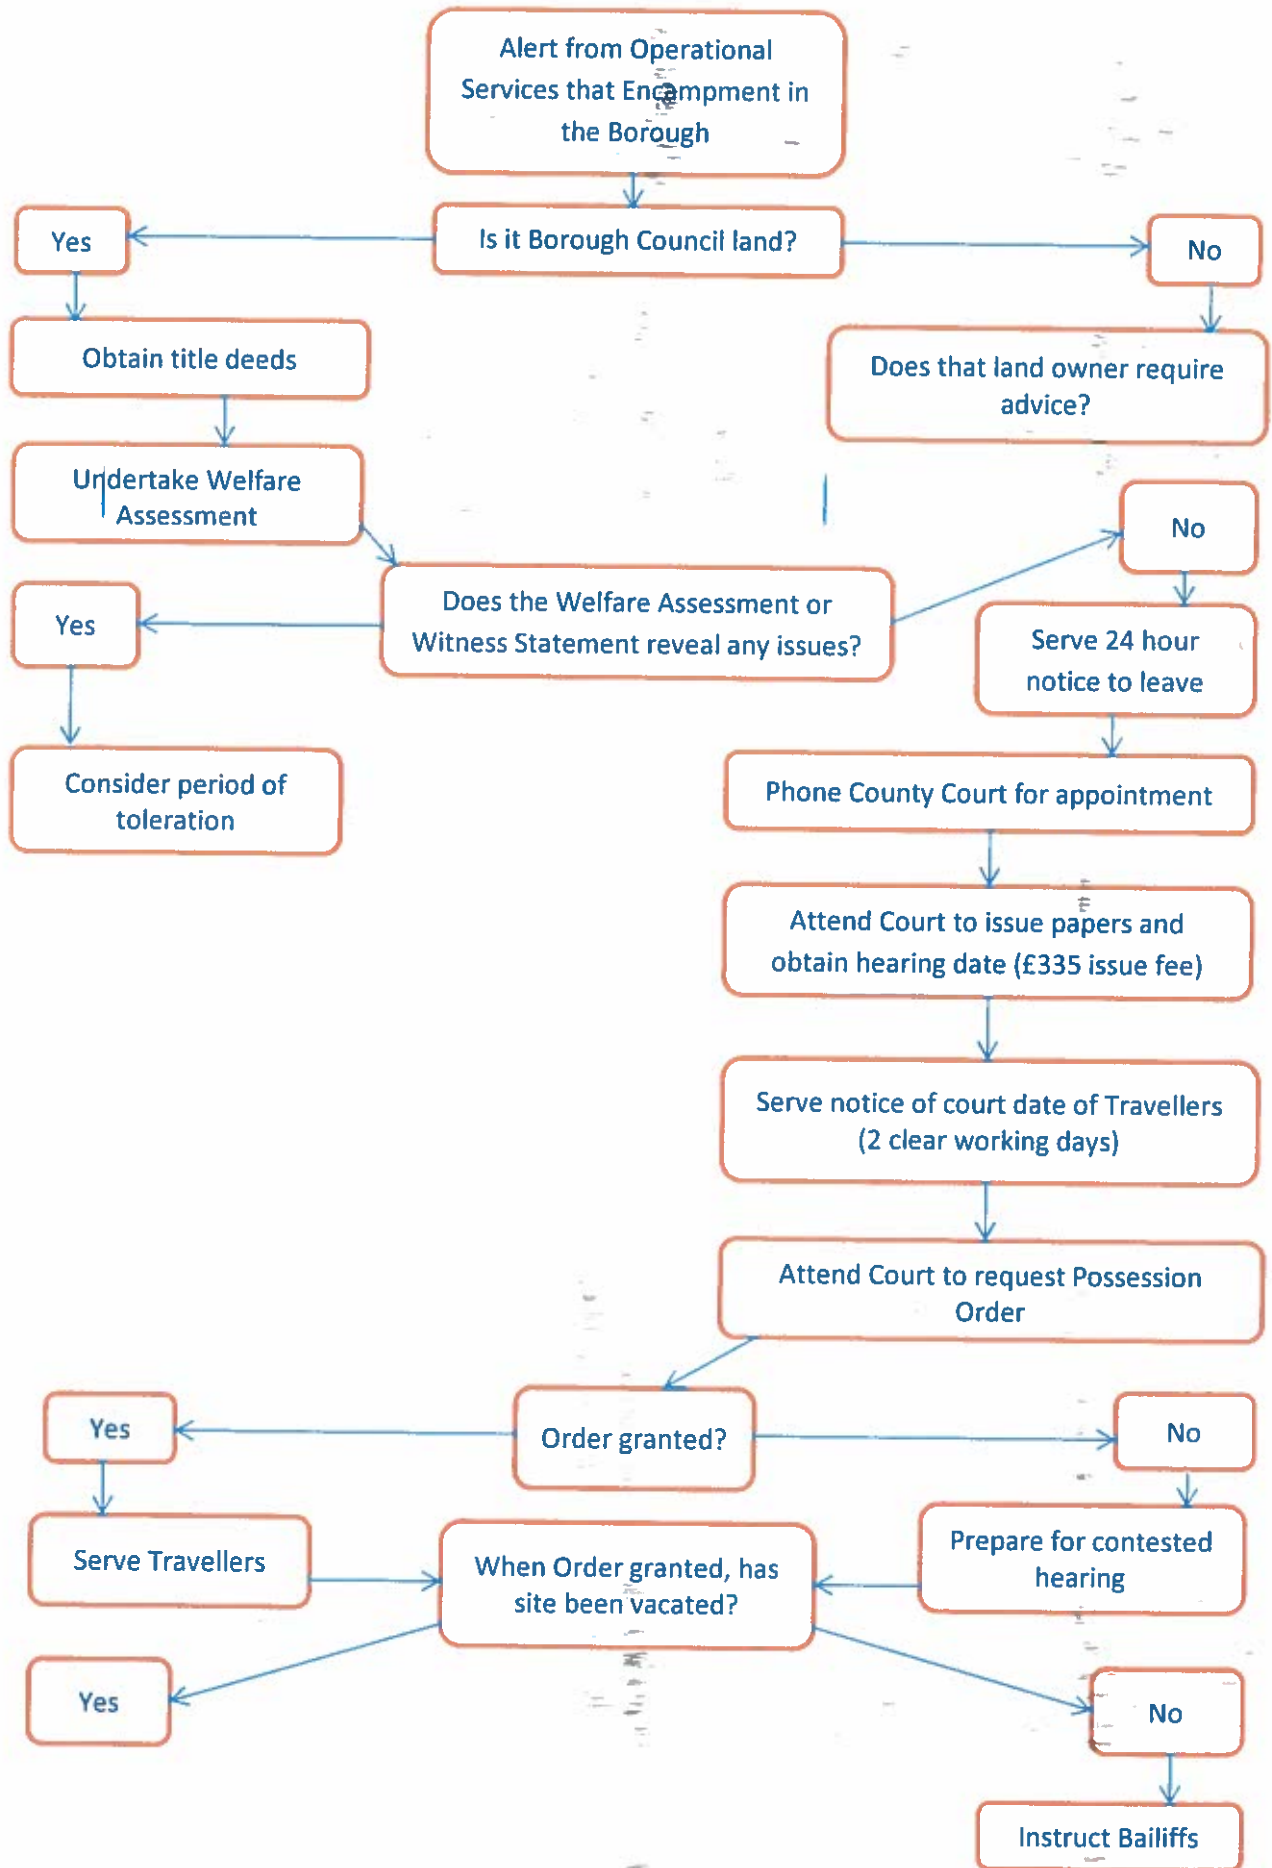 Alert from Operational
Services that Encampment in
the Borough
Is it Borough Council land?
Yes
No
Obtain title deeds
Does that land owner require
advice?
Undertake Welfare
Assessment
No
Does the Welfare Assessment or
Witness Statement reveal any issues?
Yes
Serve 24 hour
notice to leave
Consider period of
toleration
Phone County Court for appointment
Attend Court to issue papers and
obtain hearing date (£335 issue fee)
Serve notice of court date of Travellers
(2 clear working days)
Attend Court to request Possession
Order
Order granted?
Yes
No
Serve Travellers
When Order granted, has
site been vacated?
Prepare for contested
hearing
Yes
No
Instruct Bailiffs